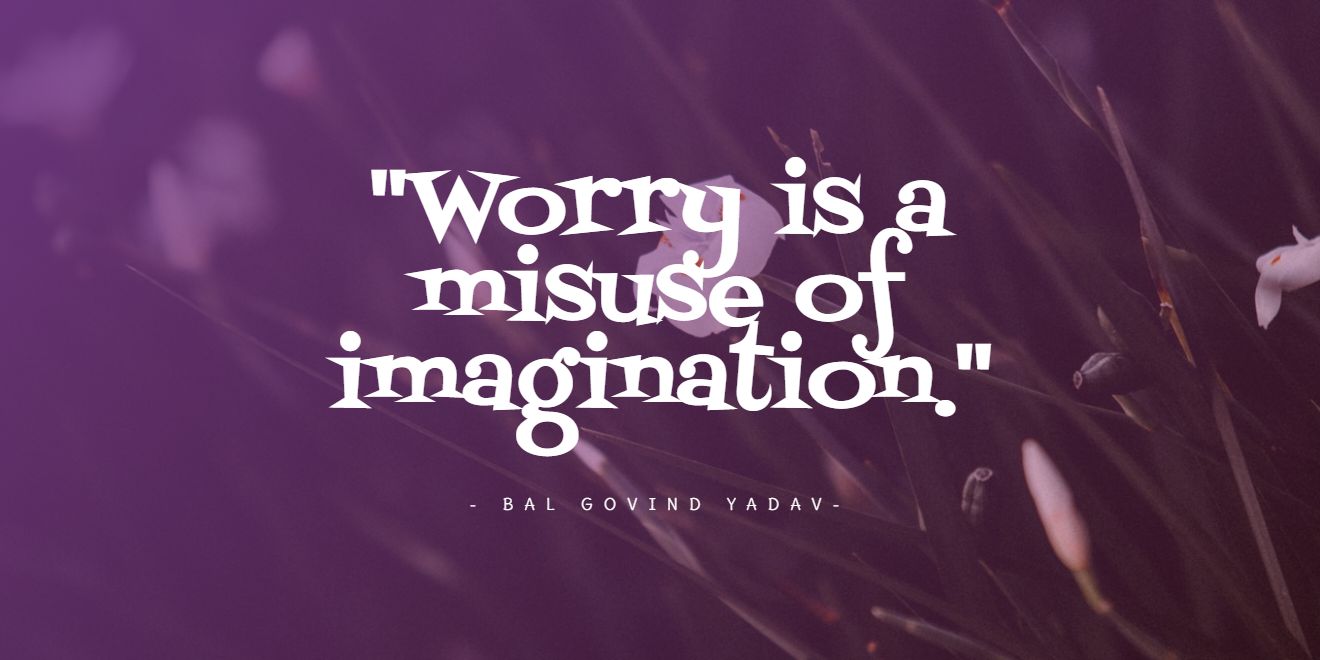 "Worry is a
misuse of
imagination."
- BAL GOVIND YADAV-